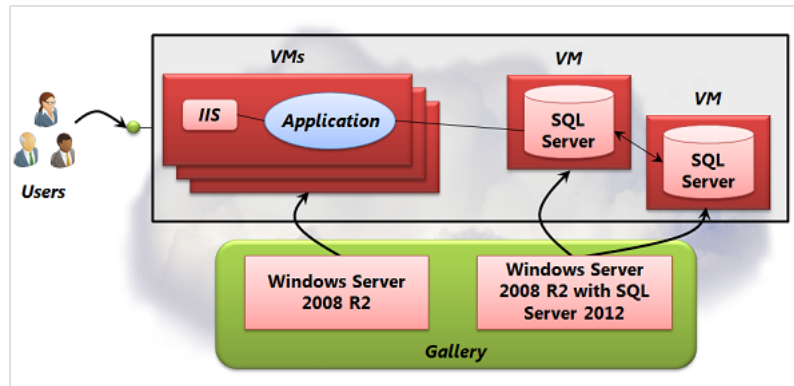 VMs
VM
VM
IIS
Application
SQL
Server
SQL
Server
Users
Windows Server
2008 R2
Windows Server
2008 R2 with SQL
Server 2012
Gallery